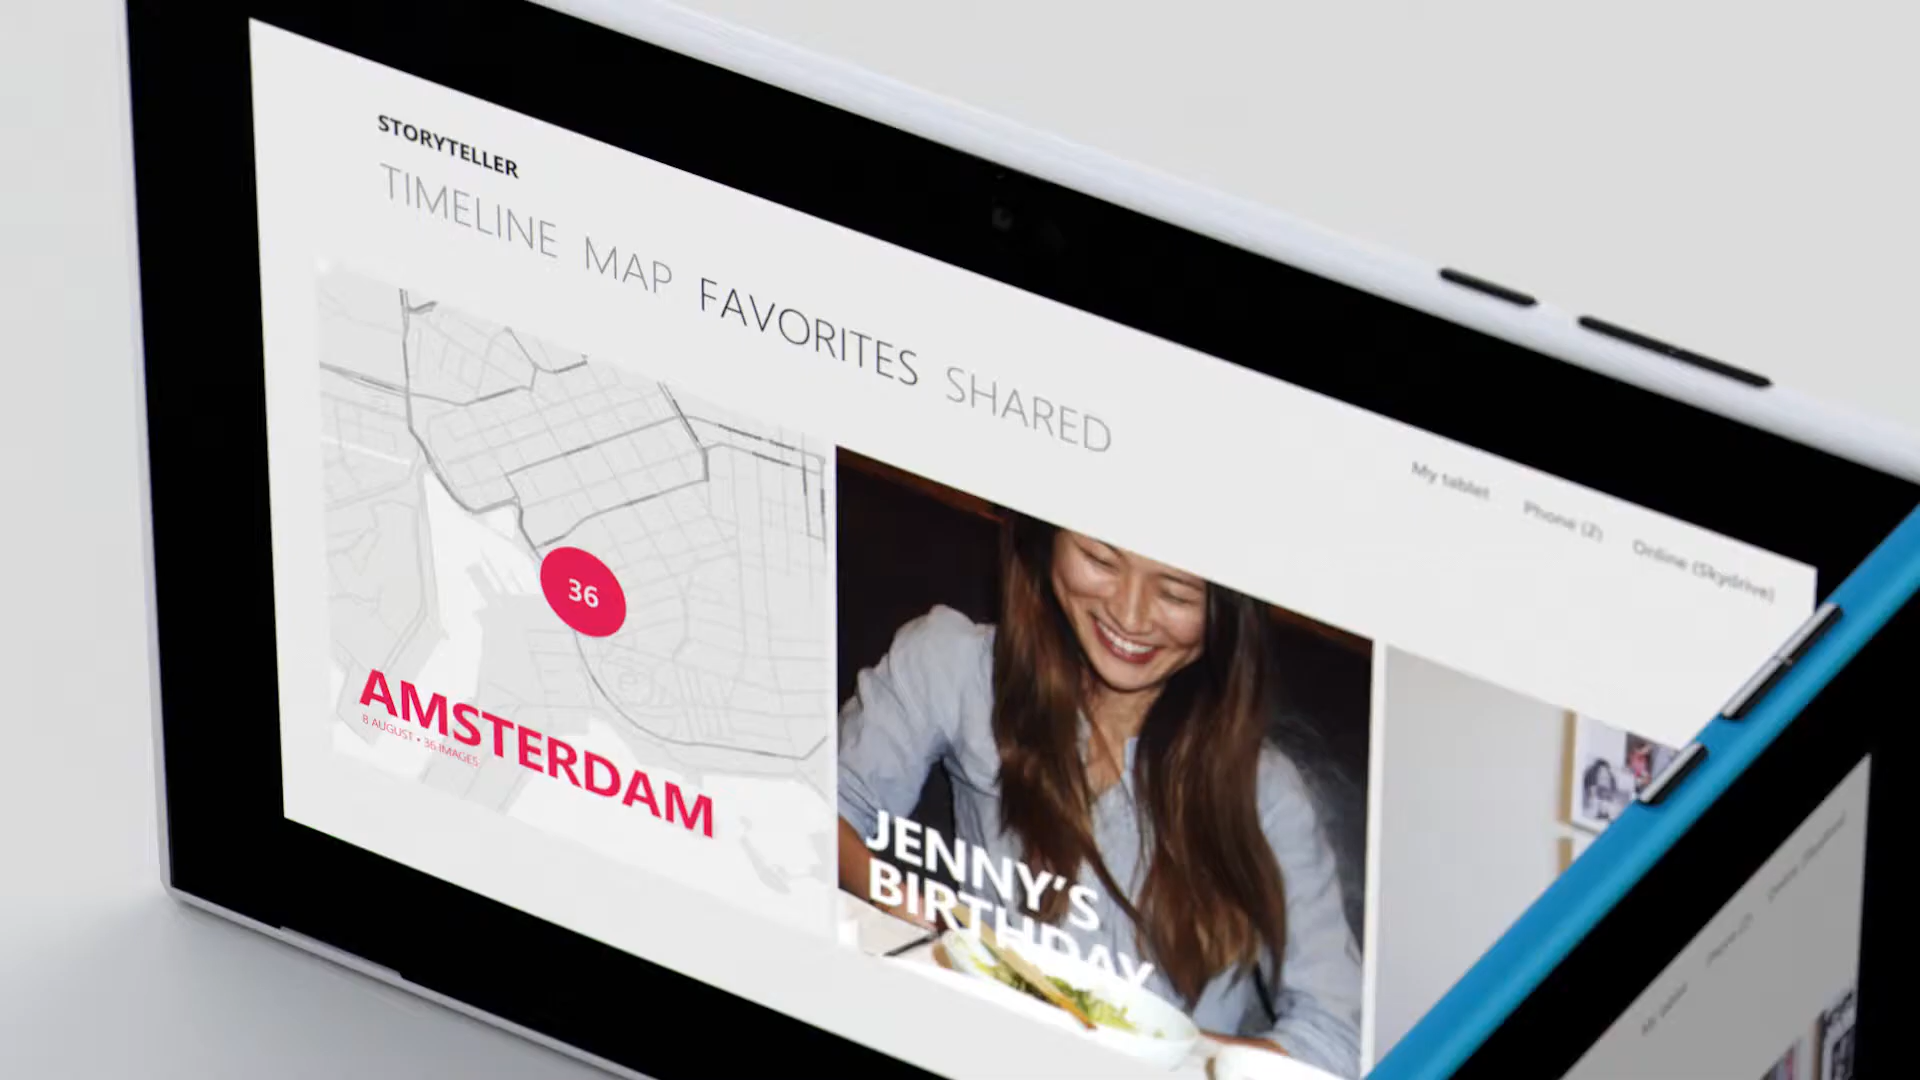 STORYTELLER
TIMELINE MAP FAVORITES SHARED
My tablet Phone (2) Online (Skydrive)
36
AMSTERDAM
8 AUGUST • 36 IMAGES
JENNY'S
BIRTHDAY